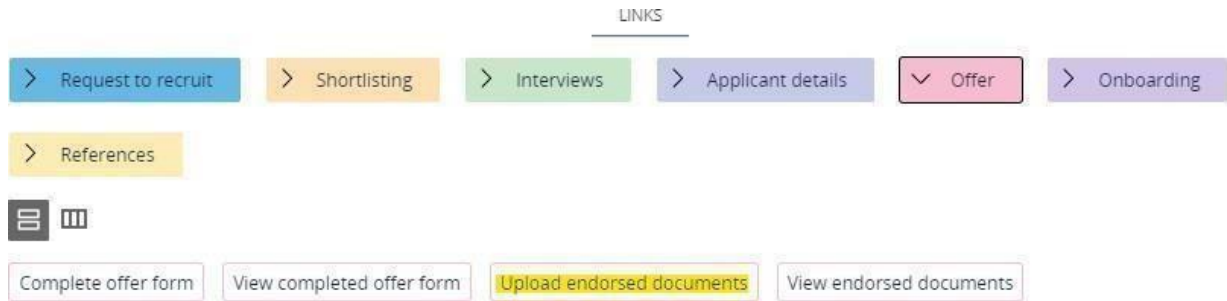 LINKS
Request to recruit Shortlisting Interviews Applicant details Offer Onboarding
References
Complete offer form View completed offer form Upload endorsed documents View endorsed documents